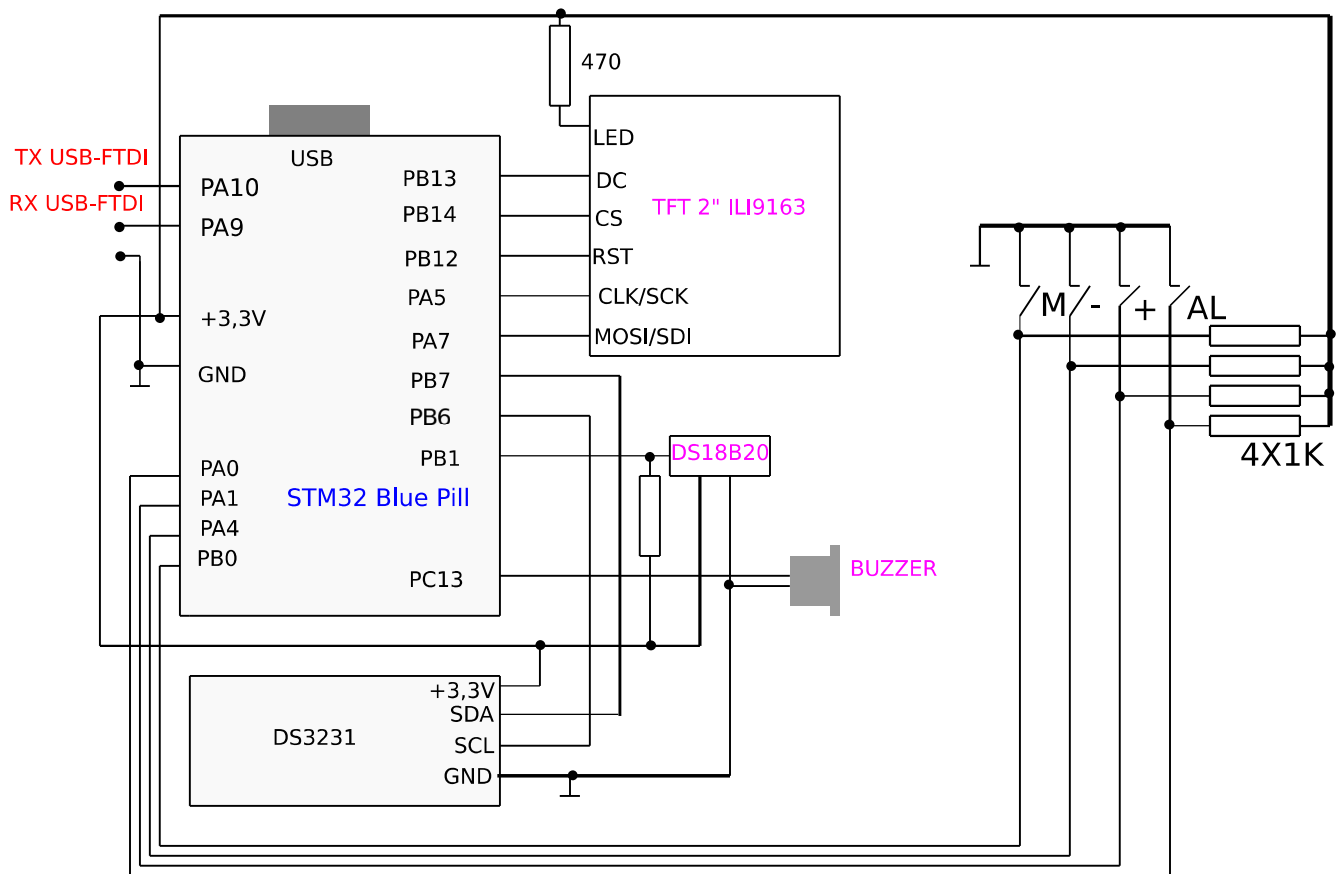 470
LED
TX USB-FTDI
USB
PA10
PB13
DC
RX USB-FTDI
PA9
PB14
CS
TFT 2" ILI9163
PB12
RST
PA5
CLK/SCK
+3,3V
M
-
+
AL
PA7
MOSI/SDI
GND
PB7
PB6
PB1
DS18B20
4X1K
PA0
PA1
STM32 Blue Pill
PA4
PB0
PC13
BUZZER
+3,3V
SDA
DS3231
SCL
GND